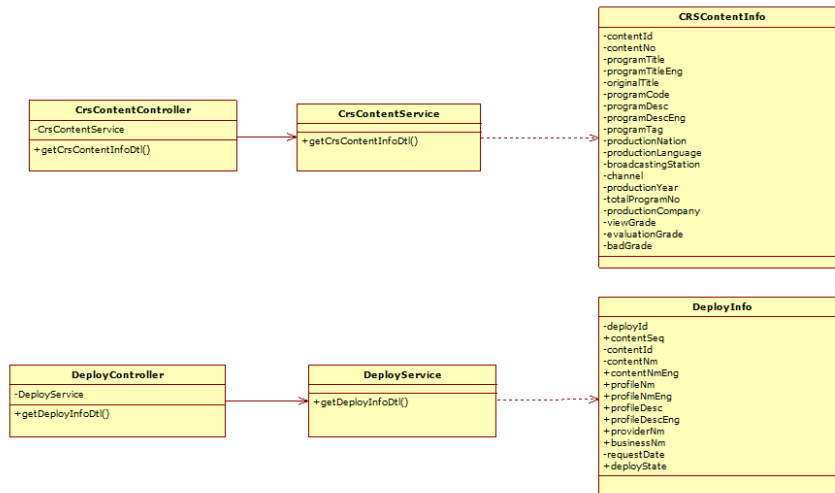 CrsContentController
-CrsContentService
+getCrsContentInfoDtl()
CrsContentService
+getCrsContentInfoDtl()
CRSContentInfo
-contentId
-contentNo
-programTitle
-programTitleEng
-originalTitle
-programCode
-programDesc
-programDescEng
-programTag
-productionNation
-productionLanguage
-broadcastingStation
-channel
-productionYear
-totalProgramNo
-productionCompany
-viewGrade
-evaluationGrade
-badGrade
DeployController
-DeployService
+getDeployInfoDtl()
DeployService
+getDeployInfoDtl()
DeployInfo
-deployId
+contentSeq
-contentId
-contentNm
+contentNmEng
+profileNm
+profileNmEng
+profileDesc
+profileDescEng
+providerNm
+businessNm
-requestDate
+deployState